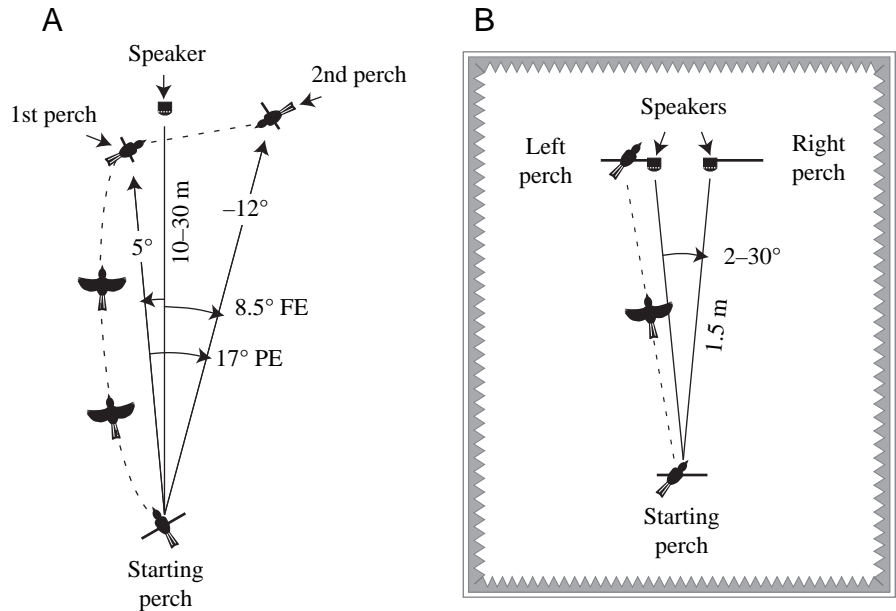 A
Speaker
2nd perch
1st perch
10–30 m
–12°
5°
8.5° FE
17° PE
Starting
perch
B
Speakers
Left
perch
Right
perch
2–30°
1.5 m
Starting
perch